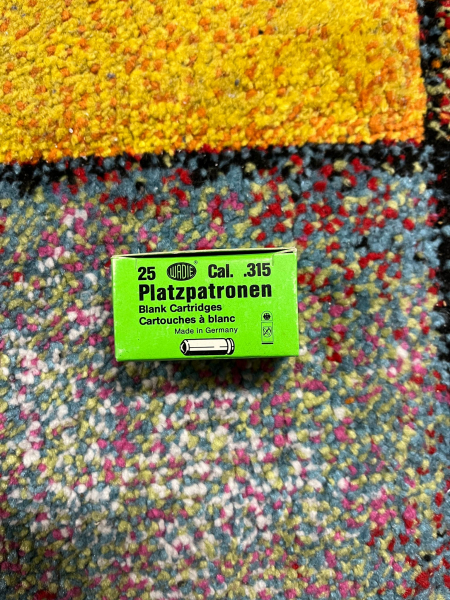 25 WADIE ® Cal. .315
Platzpatronen
Blank Cartridges
Cartouches à blanc
Made in Germany